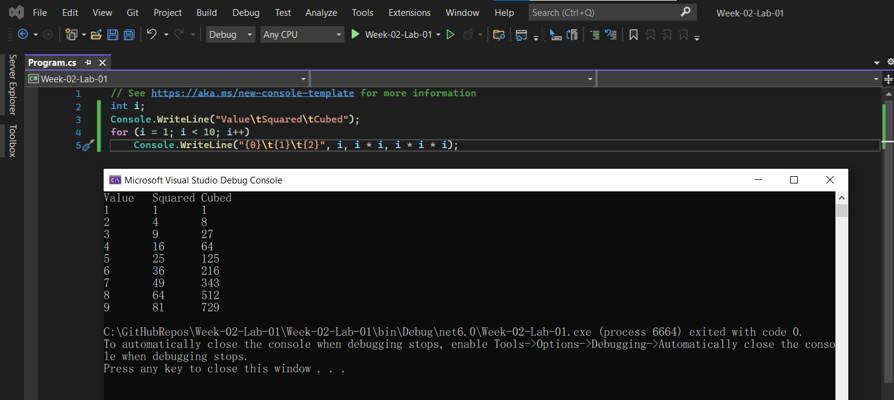 File Edit View Git Project Build Debug Test Analyze Tools Extensions Window Help Search (Ctrl+Q) Week-02-Lab-01
Debug Any CPU Week-02-Lab-01
Server Explorer
Toolbox
Program.cs
Week-02-Lab-01
1 // See https://aka.ms/new-console-template for more information
2 int i;
3 Console.WriteLine("Value\tSquared\tCubed");
4 for (i = 1; i < 10; i++)
5 Console.WriteLine("{0}\t{1}\t{2}", i, i * i, i * i * i);
Microsoft Visual Studio Debug Console
Value Squared Cubed
1 1 1
2 4 8
3 9 27
4 16 64
5 25 125
6 36 216
7 49 343
8 64 512
9 81 729
C:\GitHubRepos\Week-02-Lab-01\Week-02-Lab-01\bin\Debug\net6.0\Week-02-Lab-01.exe (process 6664) exited with code 0.
To automatically close the console when debugging stops, enable Tools->Options->Debugging->Automatically close the conso
le when debugging stops.
Press any key to close this window . . .